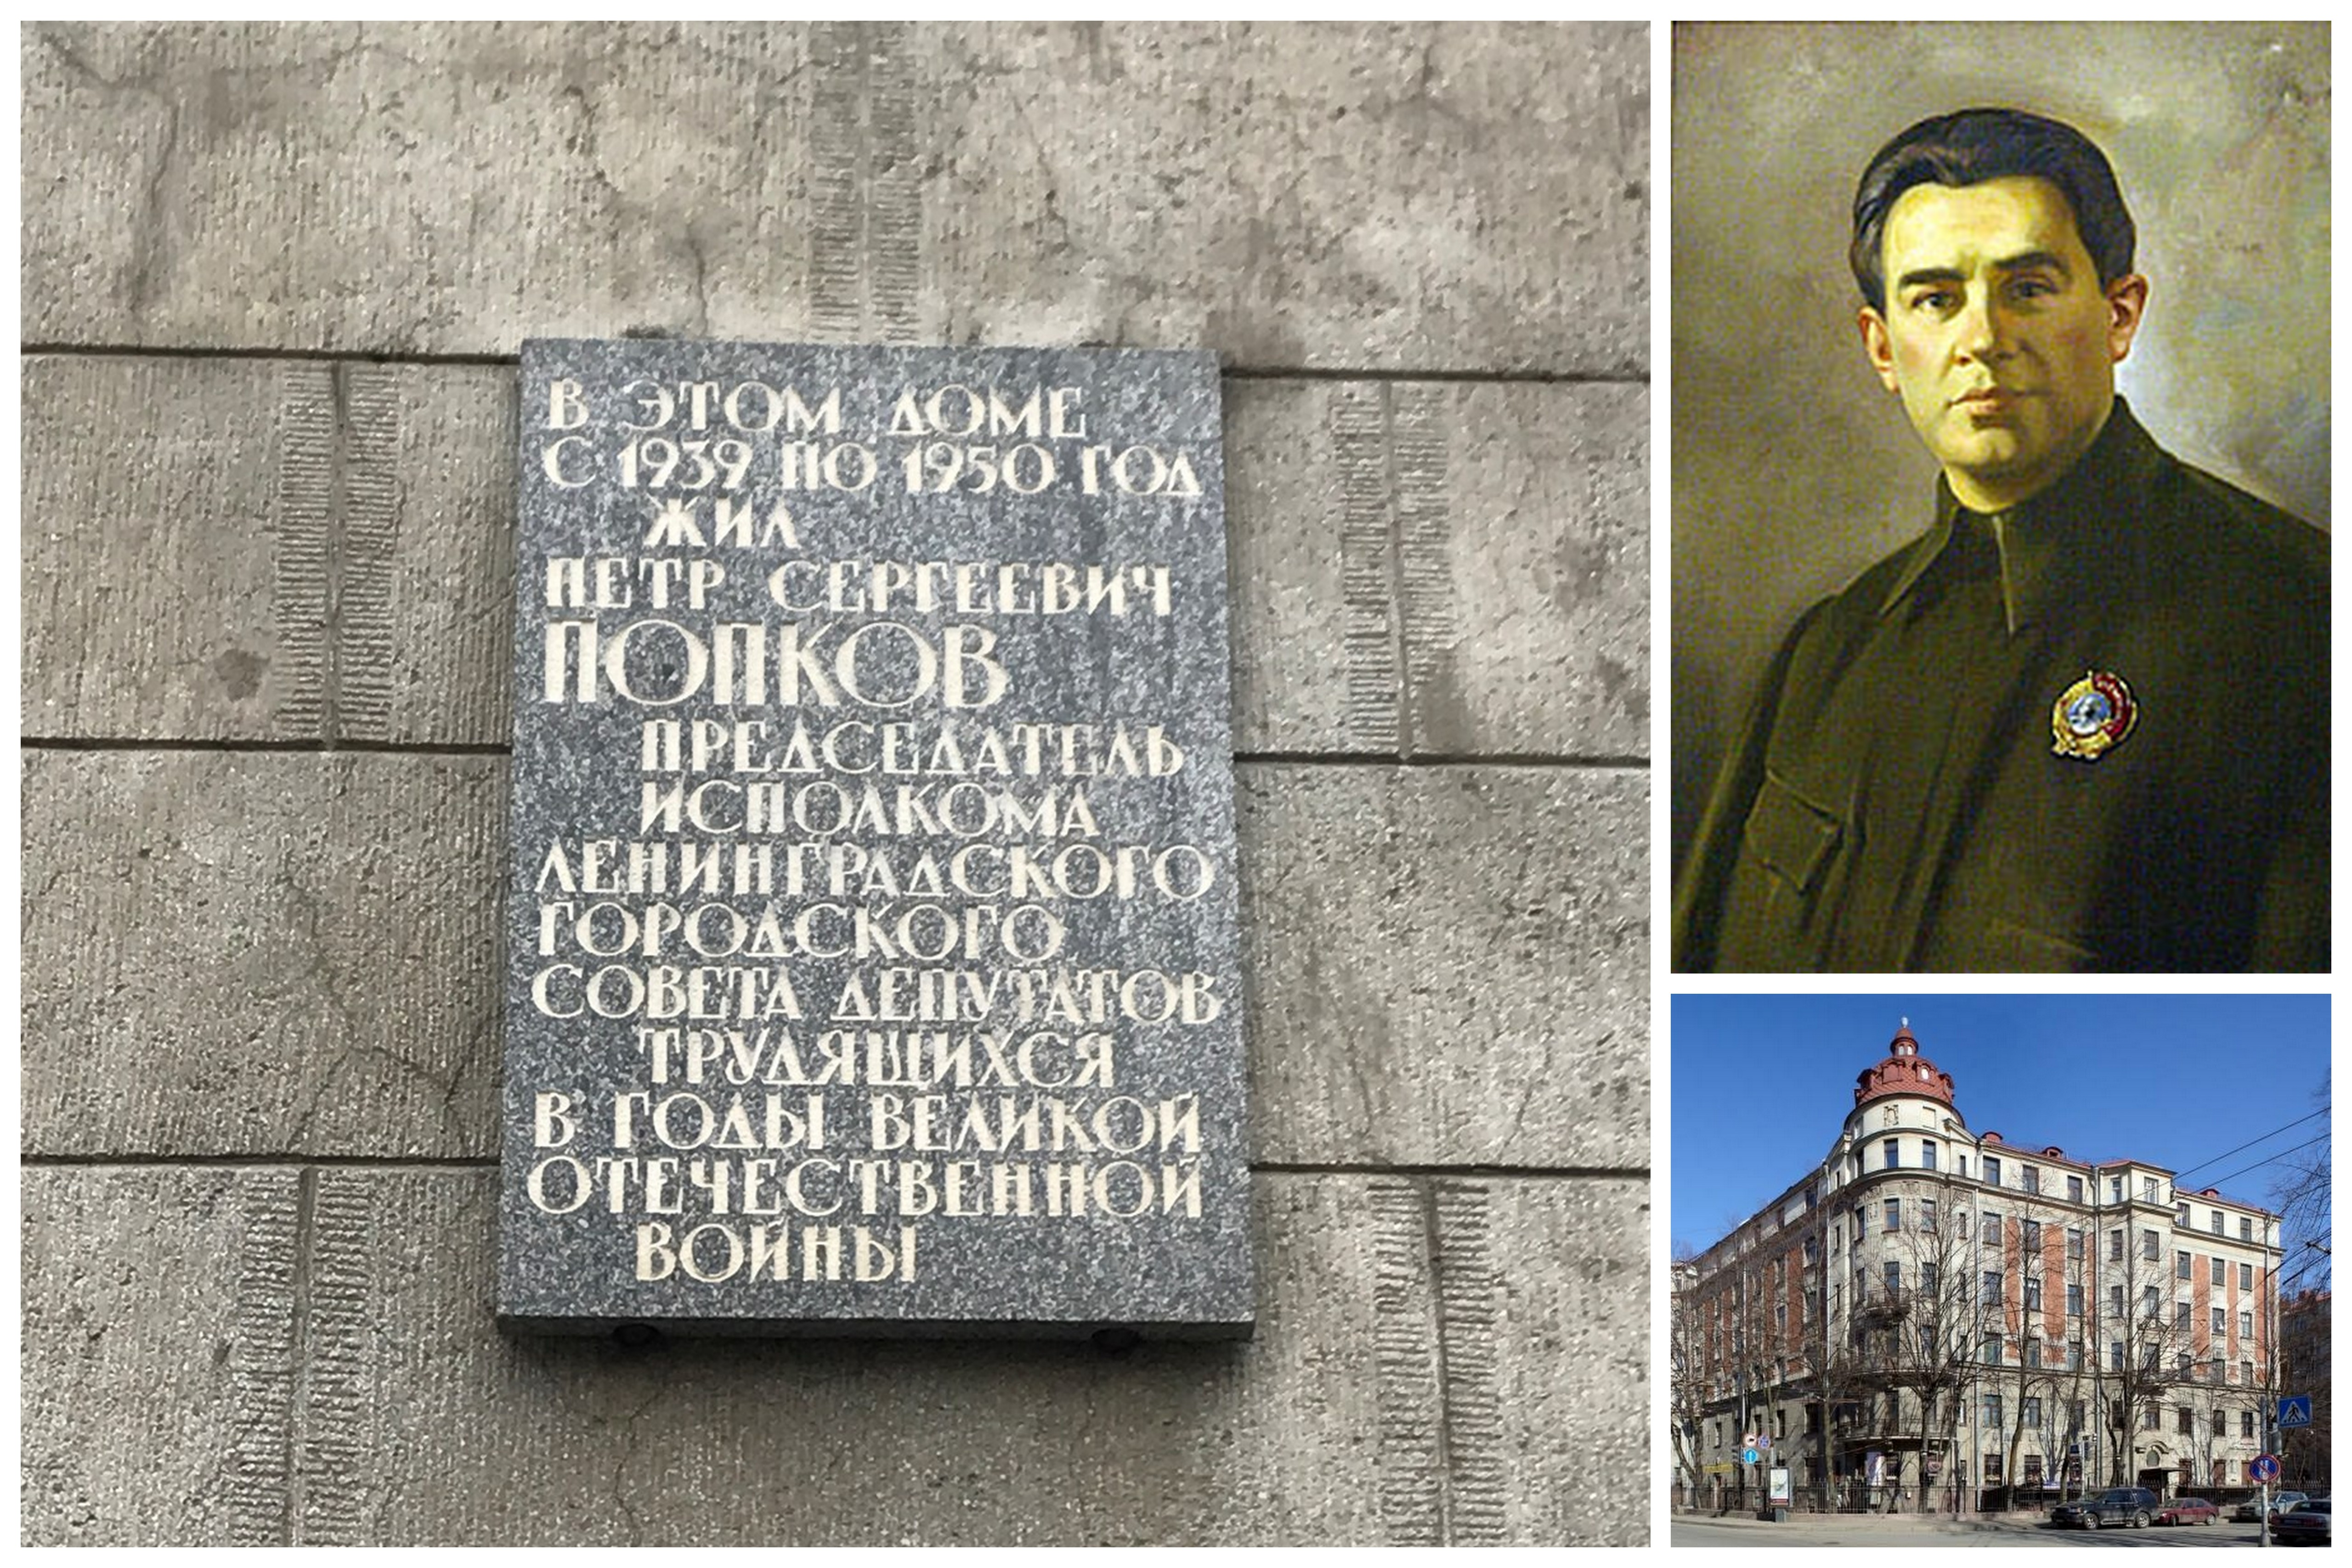 В ЭТОМ ДОМЕ
С 1939 ПО 1950 ГОД
ЖИЛ
ПЕТР СЕРГЕЕВИЧ
ПОПКОВ
ПРЕДСЕДАТЕЛЬ
ИСПОЛКОМА
ЛЕНИНГРАДСКОГО
ГОРОДСКОГО
СОВЕТА ДЕПУТАТОВ
ТРУДЯЩИХСЯ
В ГОДЫ ВЕЛИКОЙ
ОТЕЧЕСТВЕННОЙ
ВОЙНЫ